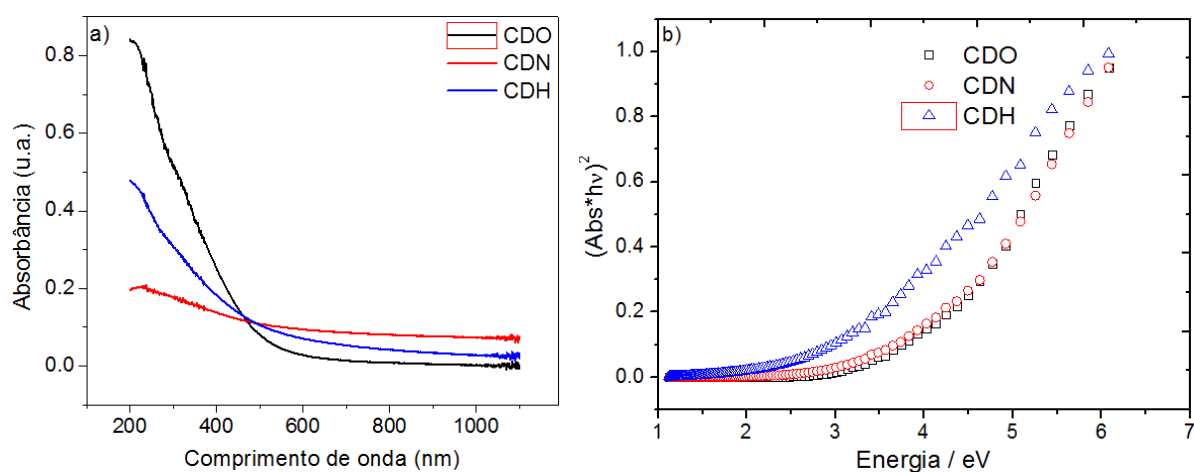 a)
CDO
CDN
CDH
0.8
0.6
0.4
0.2
0.0
Absorbância (u.a.)
200 400 600 800 1000
Comprimento de onda (nm)
b)
CDO
CDN
CDH
1.0
0.8
0.6
0.4
0.2
0.0
(Abs*hν)²
1 2 3 4 5 6 7
Energia / eV